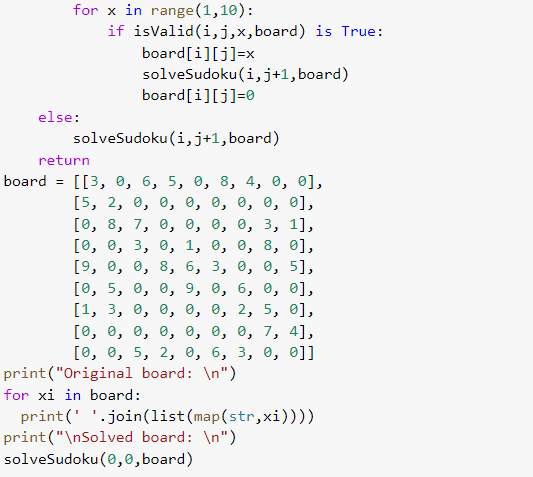 for x in range(1,10):
            if isValid(i,j,x,board) is True:
                board[i][j]=x
                solveSudoku(i,j+1,board)
                board[i][j]=0
    else:
        solveSudoku(i,j+1,board)
    return
board = [[3, 0, 6, 5, 0, 8, 4, 0, 0],
        [5, 2, 0, 0, 0, 0, 0, 0, 0],
        [0, 8, 7, 0, 0, 0, 0, 3, 1],
        [0, 0, 3, 0, 1, 0, 0, 8, 0],
        [9, 0, 0, 8, 6, 3, 0, 0, 5],
        [0, 5, 0, 0, 9, 0, 6, 0, 0],
        [1, 3, 0, 0, 0, 0, 2, 5, 0],
        [0, 0, 0, 0, 0, 0, 0, 7, 4],
        [0, 0, 5, 2, 0, 6, 3, 0, 0]]
print("Original board: \n")
for xi in board:
  print(' '.join(list(map(str,xi))))
print("\nSolved board: \n")
solveSudoku(0,0,board)